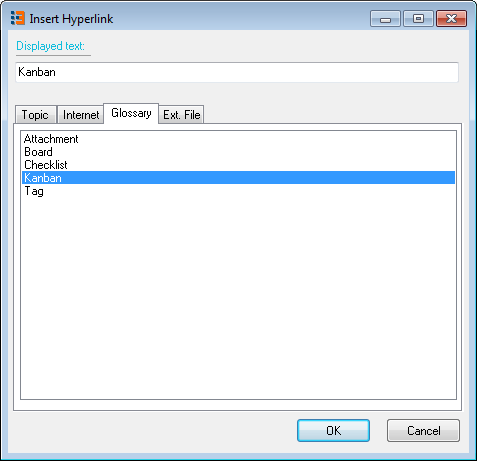 Insert Hyperlink
Displayed text:
Kanban
Topic Internet Glossary Ext. File
Attachment
Board
Checklist
Kanban
Tag
OK Cancel